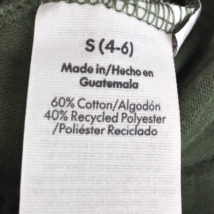 S (4-6)
Made in/Hecho en
Guatemala
60% Cotton/Algodón
40% Recycled Polyester
/Poliéster Reciclado